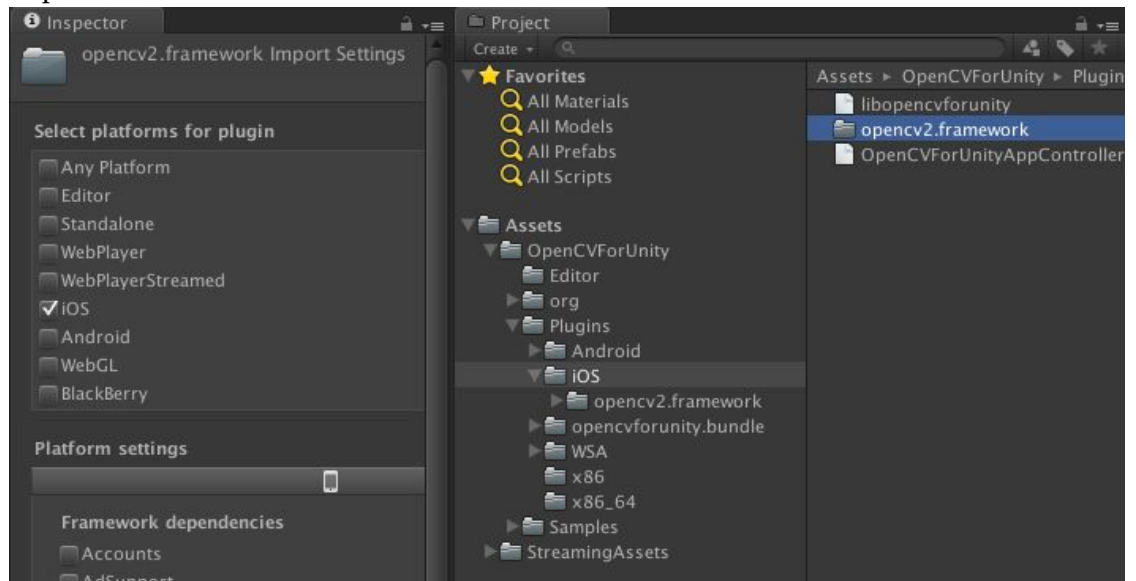 Inspector
opencv2.framework Import Settings
Select platforms for plugin
Any Platform
Editor
Standalone
WebPlayer
WebPlayerStreamed
iOS
Android
WebGL
BlackBerry
Platform settings
Framework dependencies
Accounts
AdSupport
Project
Create
Favorites
All Materials
All Models
All Prefabs
All Scripts
Assets
OpenCVForUnity
Editor
org
Plugins
Android
iOS
opencv2.framework
opencvforunity.bundle
WSA
x86
x86_64
Samples
StreamingAssets
Assets ▸ OpenCVForUnity ▸ Plugin
libopencvforunity
opencv2.framework
OpenCVForUnityAppController